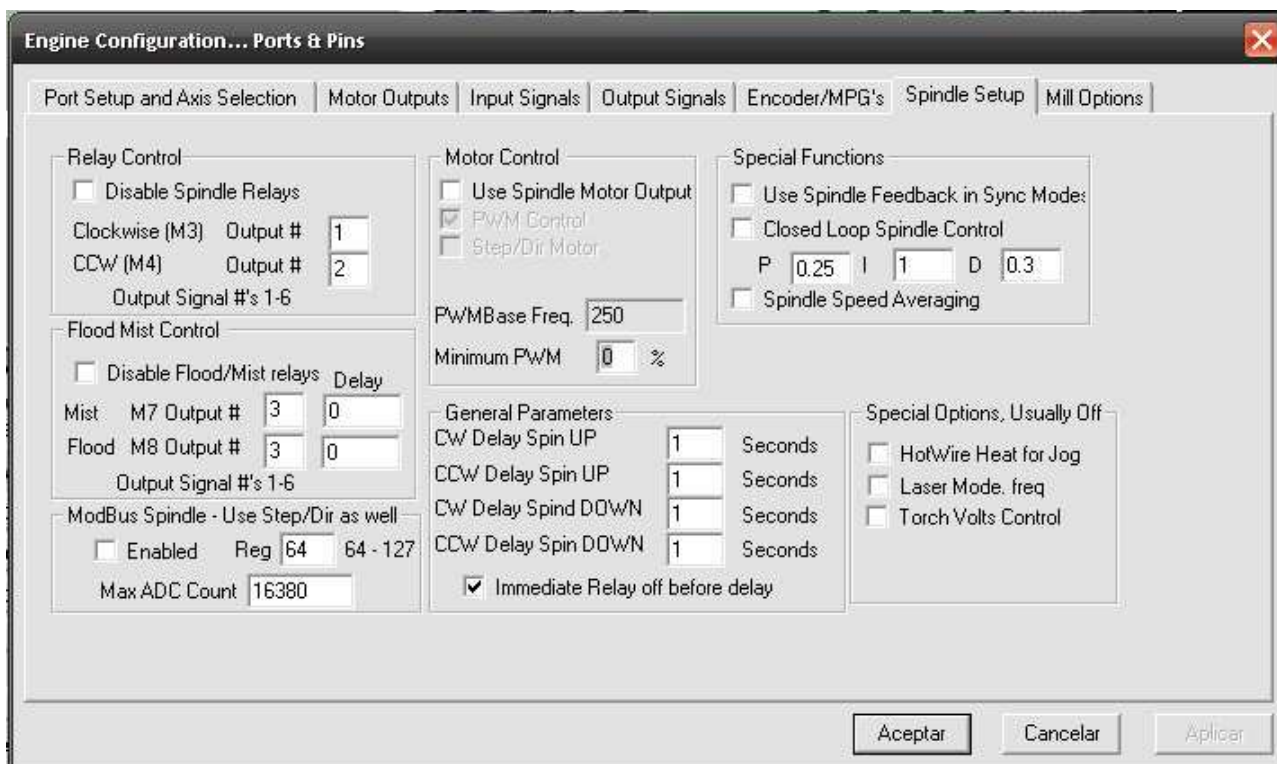 Engine Configuration... Ports & Pins
Port Setup and Axis Selection
Motor Outputs
Input Signals
Output Signals
Encoder/MPG's
Spindle Setup
Mill Options
Relay Control
Disable Spindle Relays
Clockwise (M3) Output # 1
CCW (M4) Output # 2
Output Signal #'s 1-6
Flood Mist Control
Disable Flood/Mist relays Delay
Mist M7 Output # 3 0
Flood M8 Output # 3 0
Output Signal #'s 1-6
ModBus Spindle - Use Step/Dir as well
Enabled Reg 64 64 - 127
Max ADC Count 16380
Motor Control
Use Spindle Motor Output
PWM Control
Step/Dir Motor
PWMBase Freq. 250
Minimum PWM 0 %
General Parameters
CW Delay Spin UP 1 Seconds
CCW Delay Spin UP 1 Seconds
CW Delay Spind DOWN 1 Seconds
CCW Delay Spin DOWN 1 Seconds
Immediate Relay off before delay
Special Functions
Use Spindle Feedback in Sync Modes
Closed Loop Spindle Control
P 0.25 I 1 D 0.3
Spindle Speed Averaging
Special Options, Usually Off
HotWire Heat for Jog
Laser Mode. freq
Torch Volts Control
Aceptar
Cancelar
Aplicar